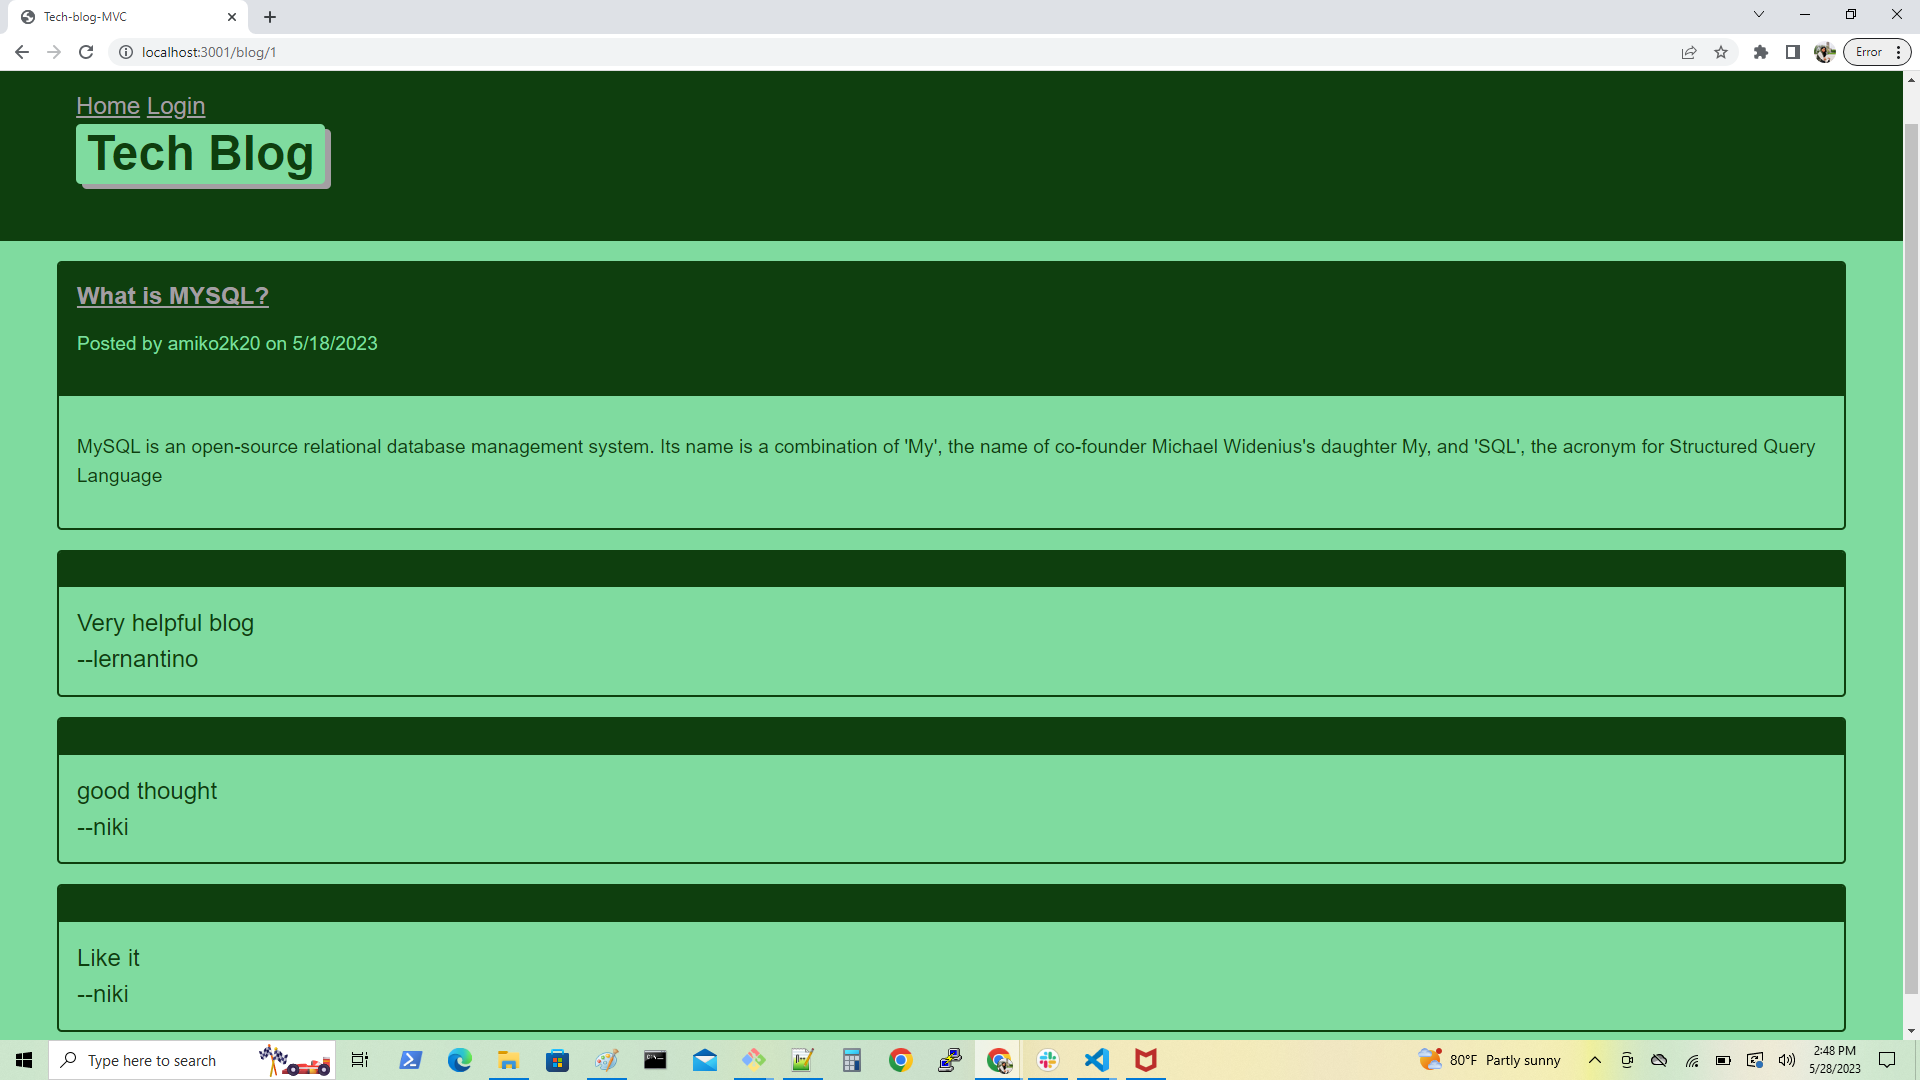 Tech-blog-MVC
localhost:3001/blog/1
Error
Home Login
Tech Blog
What is MYSQL?
Posted by amiko2k20 on 5/18/2023
MySQL is an open-source relational database management system. Its name is a combination of 'My', the name of co-founder Michael Widenius's daughter My, and 'SQL', the acronym for Structured Query
Language
Very helpful blog
--lernantino
good thought
--niki
Like it
--niki
Type here to search
80°F Partly sunny
2:48 PM
5/28/2023